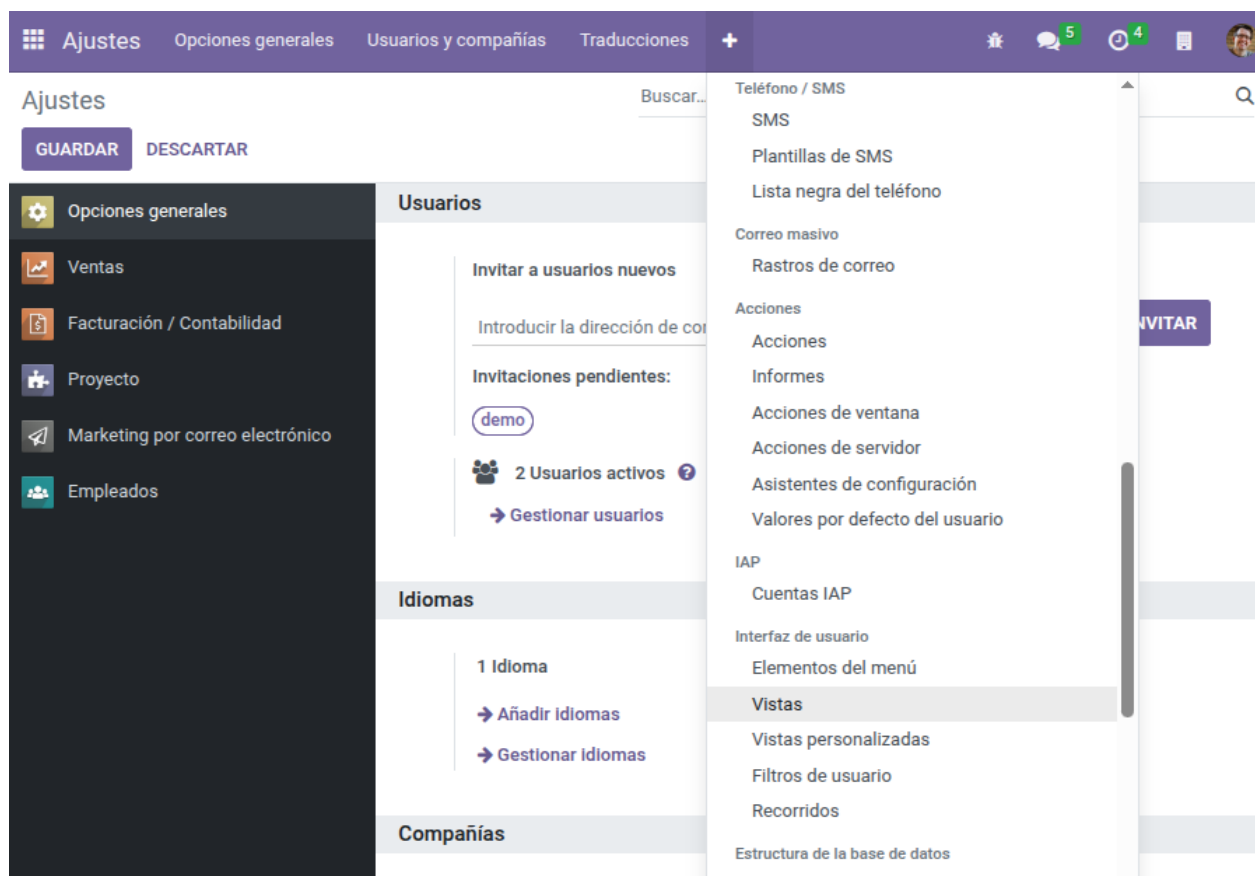 Ajustes Opciones generales Usuarios y compañías Traducciones + 5 4
Ajustes
Buscar...
GUARDAR DESCARTAR
Opciones generales
Ventas
Facturación / Contabilidad
Proyecto
Marketing por correo electrónico
Empleados
Usuarios
Invitar a usuarios nuevos
Introducir la dirección de cor
NVITAR
Invitaciones pendientes:
demo
2 Usuarios activos ?
Gestionar usuarios
Idiomas
1 Idioma
Añadir idiomas
Gestionar idiomas
Compañías
Teléfono / SMS
SMS
Plantillas de SMS
Lista negra del teléfono
Correo masivo
Rastros de correo
Acciones
Acciones
Informes
Acciones de ventana
Acciones de servidor
Asistentes de configuración
Valores por defecto del usuario
IAP
Cuentas IAP
Interfaz de usuario
Elementos del menú
Vistas
Vistas personalizadas
Filtros de usuario
Recorridos
Estructura de la base de datos